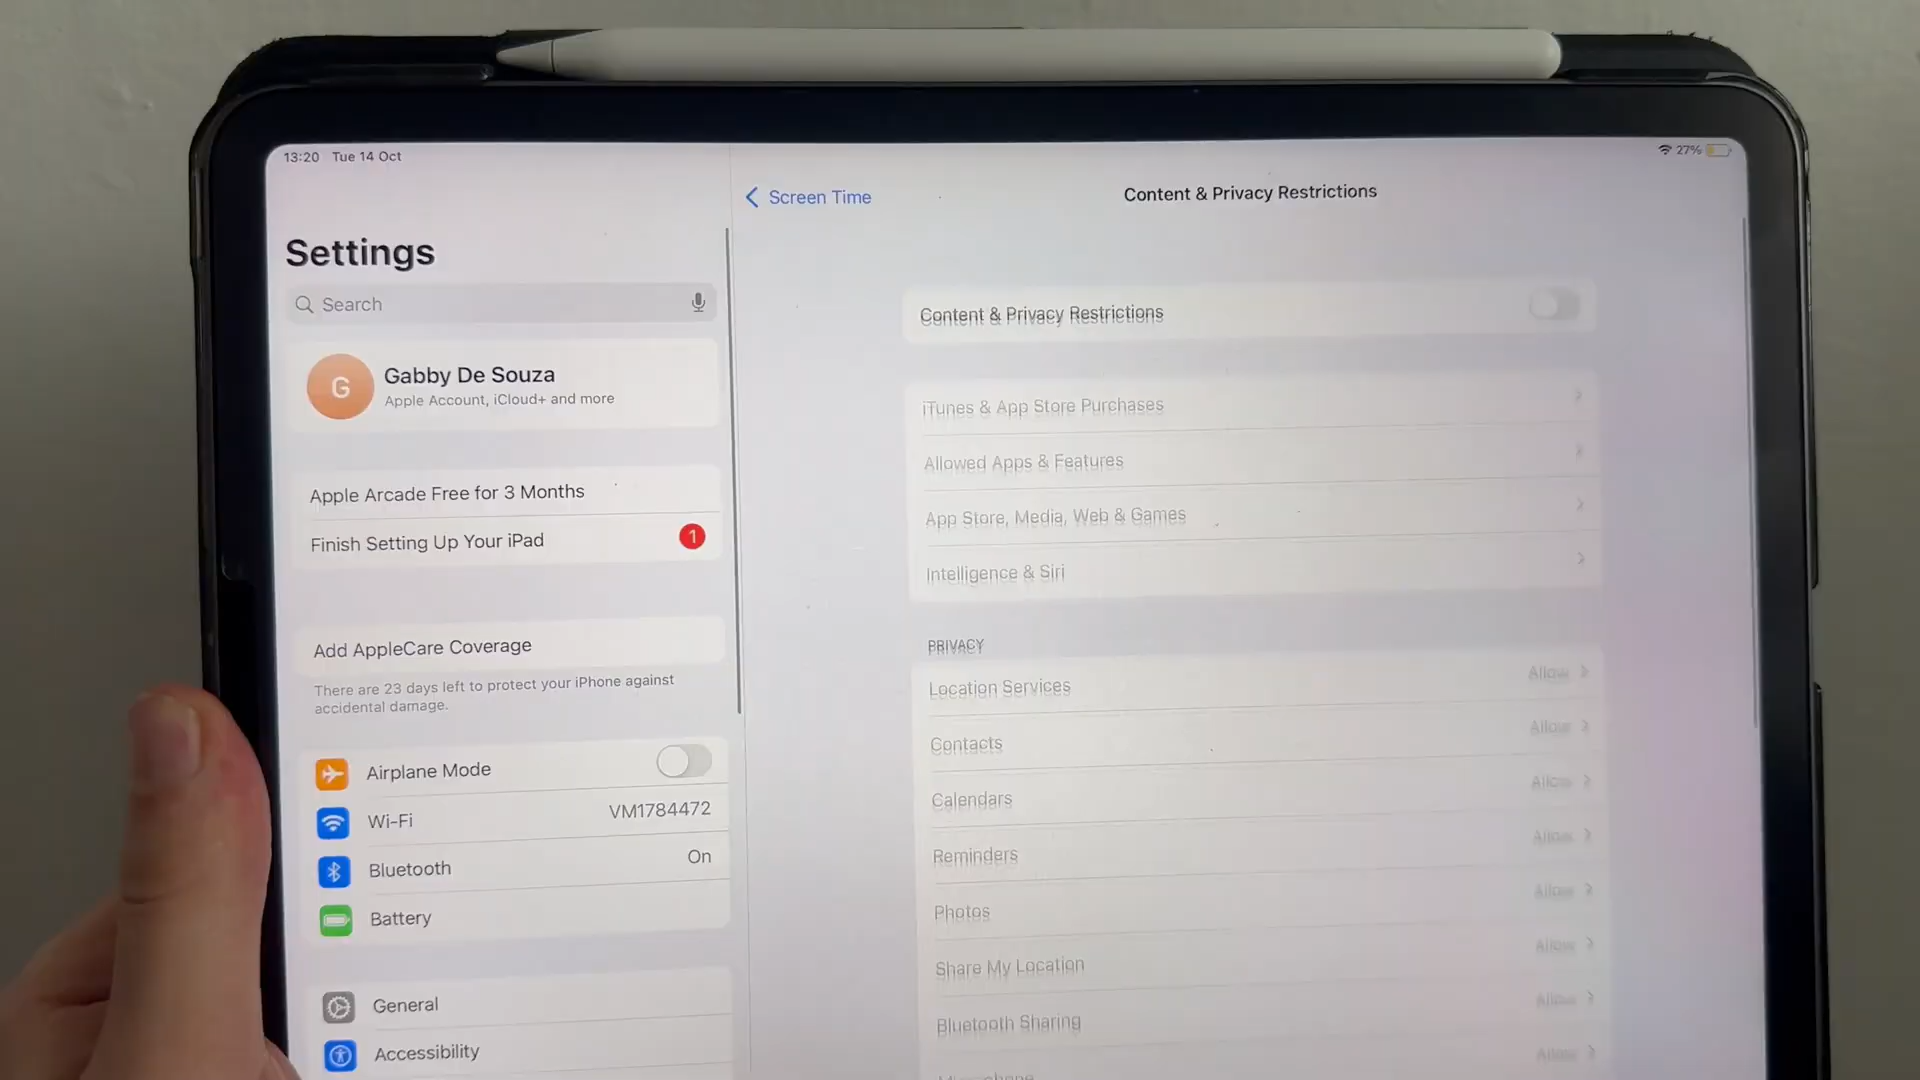 13:20 Tue 14 Oct
27%
Settings
Search
G
Gabby De Souza
Apple Account, iCloud+ and more
Apple Arcade Free for 3 Months
Finish Setting Up Your iPad
1
Add AppleCare Coverage
There are 23 days left to protect your iPhone against
accidental damage.
Airplane Mode
Wi-Fi VM1784472
Bluetooth On
Battery
General
Accessibility
Screen Time
Content & Privacy Restrictions
Content & Privacy Restrictions
iTunes & App Store Purchases
Allowed Apps & Features
App Store, Media, Web & Games
Intelligence & Siri
PRIVACY
Location Services Allow
Contacts Allow
Calendars Allow
Reminders Allow
Photos Allow
Share My Location Allow
Bluetooth Sharing Allow
Allow